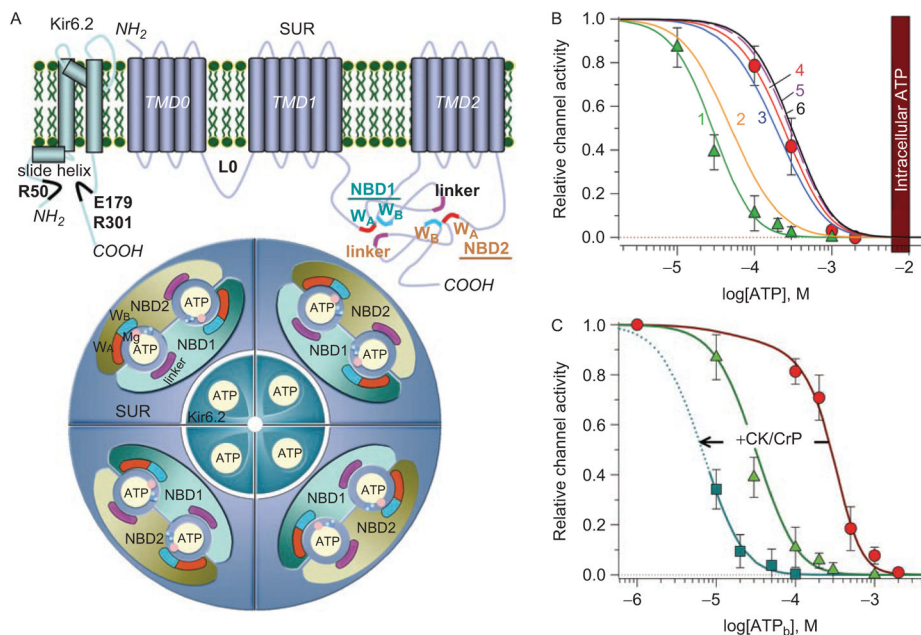 A
Kir6.2
NH2
SUR
TMD0
TMD1
TMD2
L0
slide helix
R50
NH2
E179
R301
COOH
NBD1
linker
WA
WB
WB
WA
linker
NBD2
COOH
ATP
NBD2
WB
Mg
WA
ATP
NBD1
linker
SUR
Kir6.2
ATP
ATP
ATP
ATP
ATP
NBD2
ATP
NBD1
ATP
NBD1
ATP
NBD2
ATP
NBD1
ATP
NBD2
B
Relative channel activity
1.0
0.8
0.6
0.4
0.2
0.0
1
2
3
4
5
6
Intracellular ATP
–5
–4
–3
–2
log[ATP], M
C
Relative channel activity
1.0
0.8
0.6
0.4
0.2
0.0
+CK/CrP
–6
–5
–4
–3
log[ATPb], M